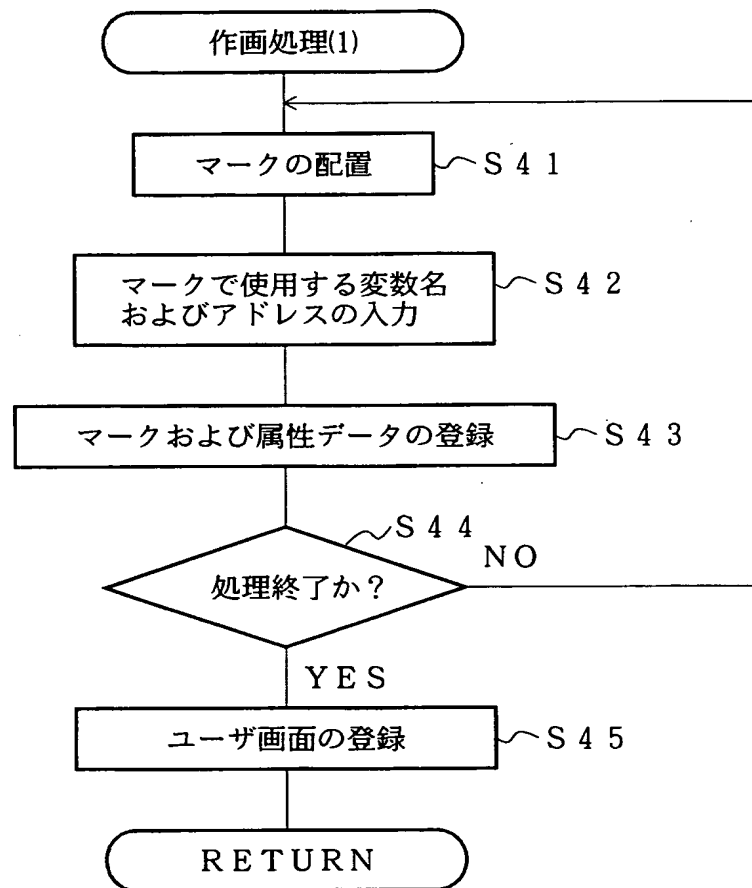 作画処理(1)
マークの配置
S41
マークで使用する変数名
およびアドレスの入力
S42
マークおよび属性データの登録
S43
S44
処理終了か？
NO
YES
ユーザ画面の登録
S45
RETURN